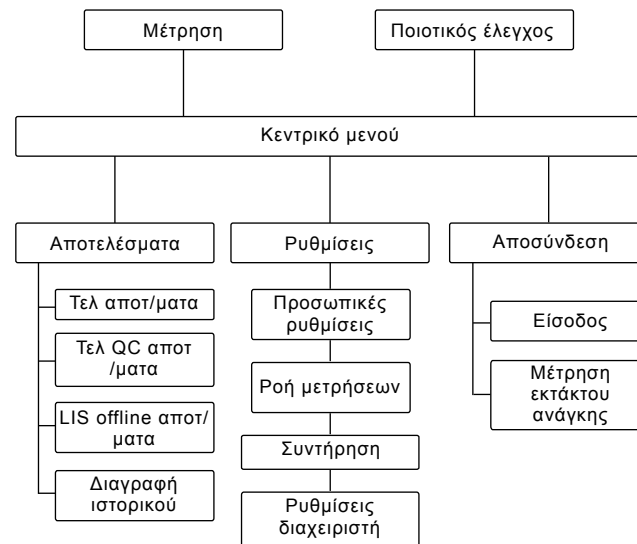 Μέτρηση
Ποιοτικός έλεγχος
Κεντρικό μενού
Αποτελέσματα
Ρυθμίσεις
Αποσύνδεση
Τελ αποτ/ματα
Τελ QC αποτ
/ματα
LIS offline αποτ/
ματα
Διαγραφή
ιστορικού
Προσωπικές
ρυθμίσεις
Ροή μετρήσεων
Συντήρηση
Ρυθμίσεις
διαχειριστή
Είσοδος
Μέτρηση
εκτάκτου
ανάγκης